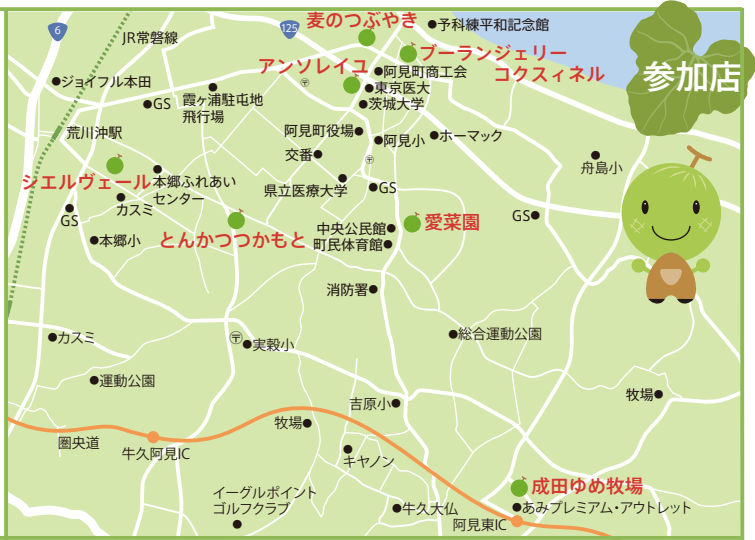 6
JR常磐線
125
麦のつぶやき
予科練平和記念館
ブーランジェリー
コクスィネル
参加店
アンソレイユ
阿見町商工会
東京医大
茨城大学
ジョイフル本田
GS
霞ヶ浦駐屯地
飛行場
荒川沖駅
阿見町役場
阿見小
ホーマック
交番
舟島小
シエルヴェール
本郷ふれあい
センター
カスミ
県立医療大学
GS
GS
本郷小
とんかつつかもと
中央公民館
町民体育館
愛菜園
GS
消防署
カスミ
〒
実穀小
総合運動公園
運動公園
吉原小
牧場
牧場
圏央道
牛久阿見IC
キヤノン
イーグルポイント
ゴルフクラブ
牛久大仏
成田ゆめ牧場
あみプレミアム・アウトレット
阿見東IC